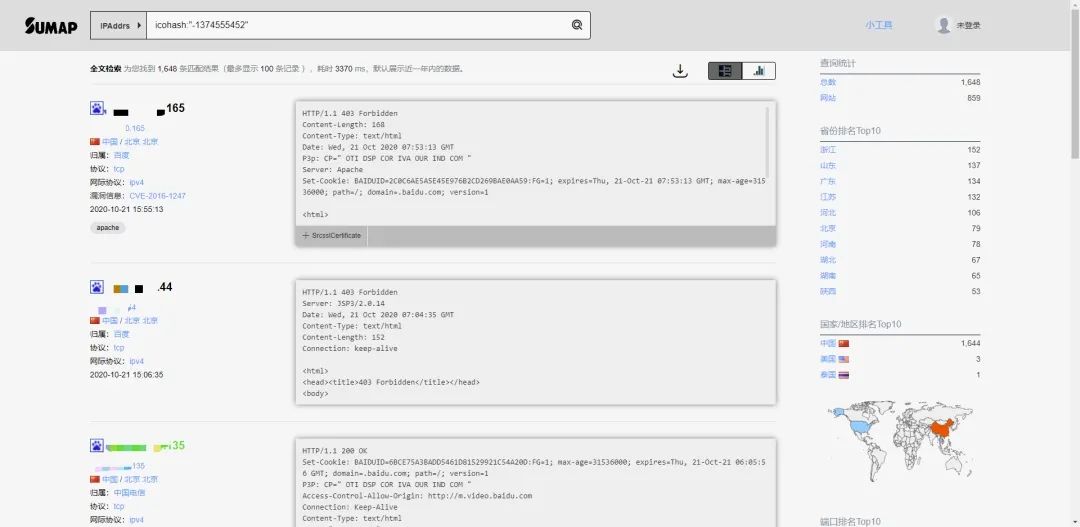 SUMAP
IPAddrs
icohash:"-1374555452"
小工具
未登录
全文检索 为您找到 1,648 条匹配结果（最多显示 100 条记录 ），耗时 3370 ms，默认展示近一年内的数据。
165
0.165
中国 / 北京 北京
归属：百度
协议：tcp
网际协议：ipv4
漏洞信息：CVE-2016-1247
2020-10-21 15:55:13
apache
HTTP/1.1 403 Forbidden
Content-Length: 168
Content-Type: text/html
Date: Wed, 21 Oct 2020 07:53:13 GMT
P3p: CP=" OTI DSP COR IVA OUR IND COM "
Server: Apache
Set-Cookie: BAIDUID=2C0C6AE5A5E45E976B2CD269BAE0AA59:FG=1; expires=Thu, 21-Oct-21 07:53:13 GMT; max-age=315
36000; path=/; domain=.baidu.com; version=1
<html>
SrcsslCertificate
.44
中国 / 北京 北京
归属：百度
协议：tcp
网际协议：ipv4
2020-10-21 15:06:35
HTTP/1.1 403 Forbidden
Server: JSP3/2.0.14
Date: Wed, 21 Oct 2020 07:04:35 GMT
Content-Type: text/html
Content-Length: 152
Connection: keep-alive
<html>
<head><title>403 Forbidden</title></head>
<body>
35
135
中国 / 北京 北京
归属：中国电信
协议：tcp
网际协议：ipv4
HTTP/1.1 200 OK
Set-Cookie: BAIDUID=6BCE75A3BADD5461D81529921C54A20D:FG=1; max-age=31536000; expires=Thu, 21-Oct-21 06:05:5
6 GMT; domain=.baidu.com; path=/; version=1
P3P: CP=" OTI DSP COR IVA OUR IND COM "
Access-Control-Allow-Origin: http://m.video.baidu.com
Connection: Keep-Alive
Content-Type: text/html
查询统计
总数 1,648
网站 859
省份排名Top10
浙江 152
山东 137
广东 134
江苏 132
河北 106
北京 79
河南 78
湖北 67
湖南 65
陕西 53
国家/地区排名Top10
中国 1,644
美国 3
泰国 1
端口排名Top10